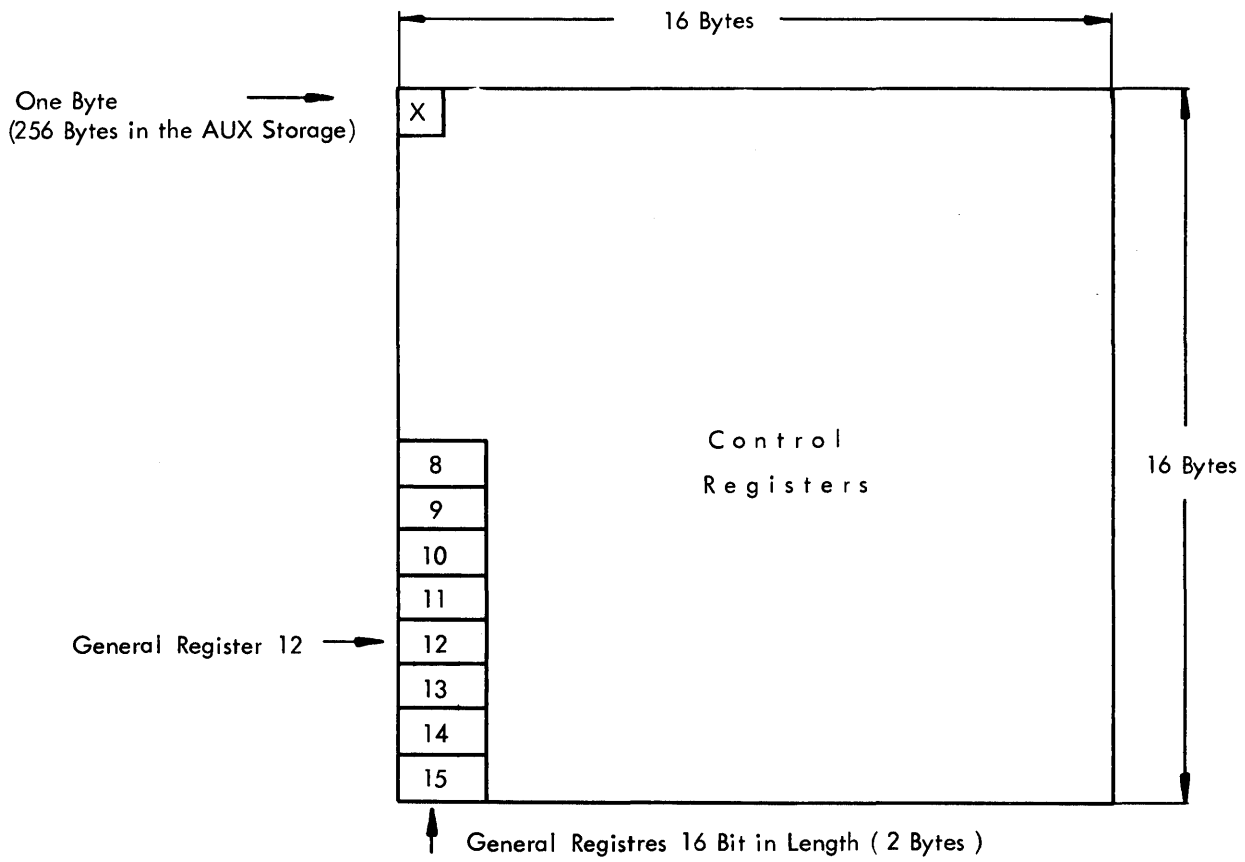 16 Bytes
One Byte
(256 Bytes in the AUX Storage)
X
Control
Registers
16 Bytes
8
9
10
11
General Register 12
12
13
14
15
General Registres 16 Bit in Length ( 2 Bytes )